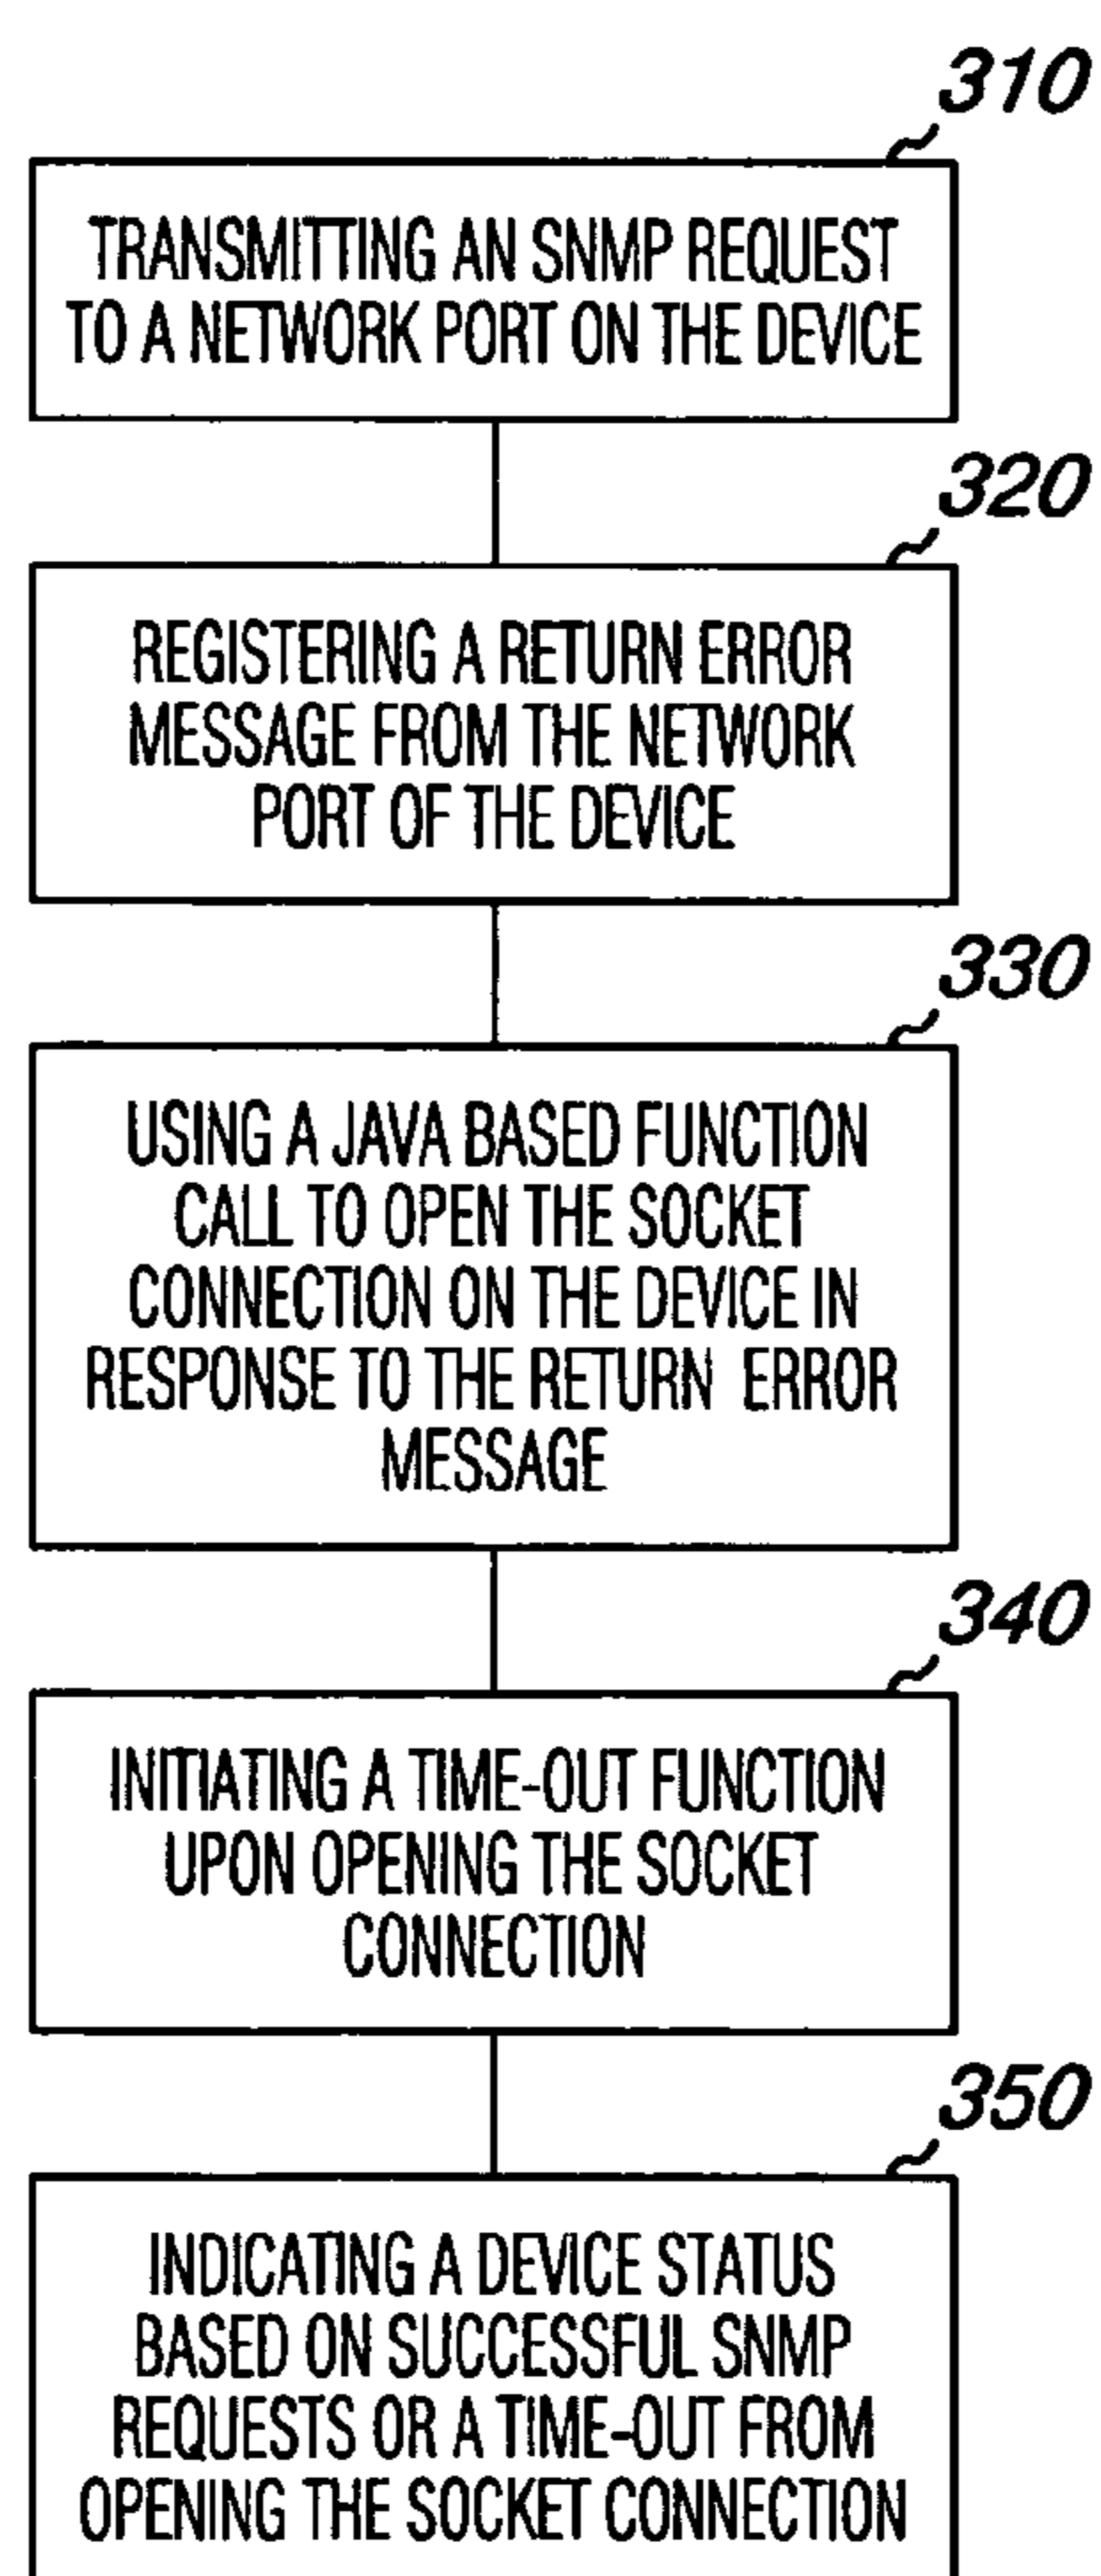 310
TRANSMITTING AN SNMP REQUEST
TO A NETWORK PORT ON THE DEVICE
320
REGISTERING A RETURN ERROR
MESSAGE FROM THE NETWORK
PORT OF THE DEVICE
330
USING A JAVA BASED FUNCTION
CALL TO OPEN THE SOCKET
CONNECTION ON THE DEVICE IN
RESPONSE TO THE RETURN ERROR
MESSAGE
340
INITIATING A TIME-OUT FUNCTION
UPON OPENING THE SOCKET
CONNECTION
350
INDICATING A DEVICE STATUS
BASED ON SUCCESSFUL SNMP
REQUESTS OR A TIME-OUT FROM
OPENING THE SOCKET CONNECTION